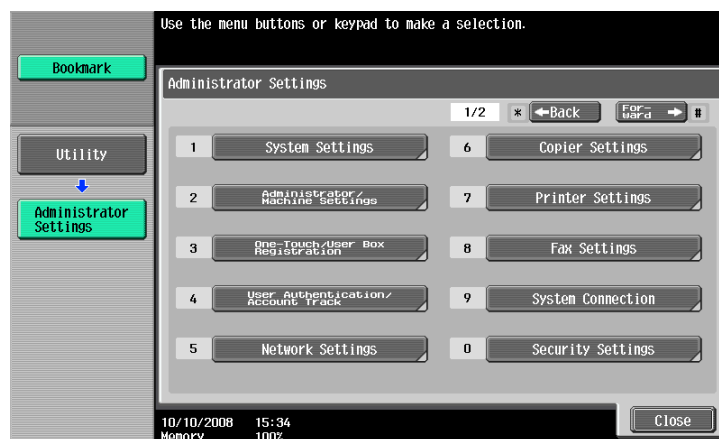 Use the menu buttons or keypad to make a selection.
Bookmark
Administrator Settings
1/2 * ←Back For-
ward → #
Utility
Administrator
Settings
1 System Settings
2 Administrator/
Machine Settings
3 One-Touch/User Box
Registration
4 User Authentication/
Account Track
5 Network Settings
6 Copier Settings
7 Printer Settings
8 Fax Settings
9 System Connection
0 Security Settings
10/10/2008 15:34
Memory 100%
Close